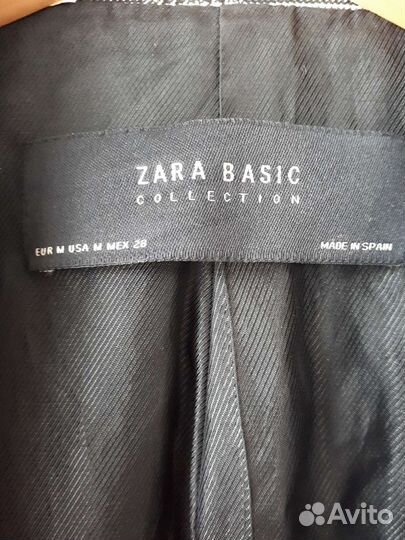 ZARA BASIC
COLLECTION
EUR M USA M MEX 28
MADE IN SPAIN
Avito